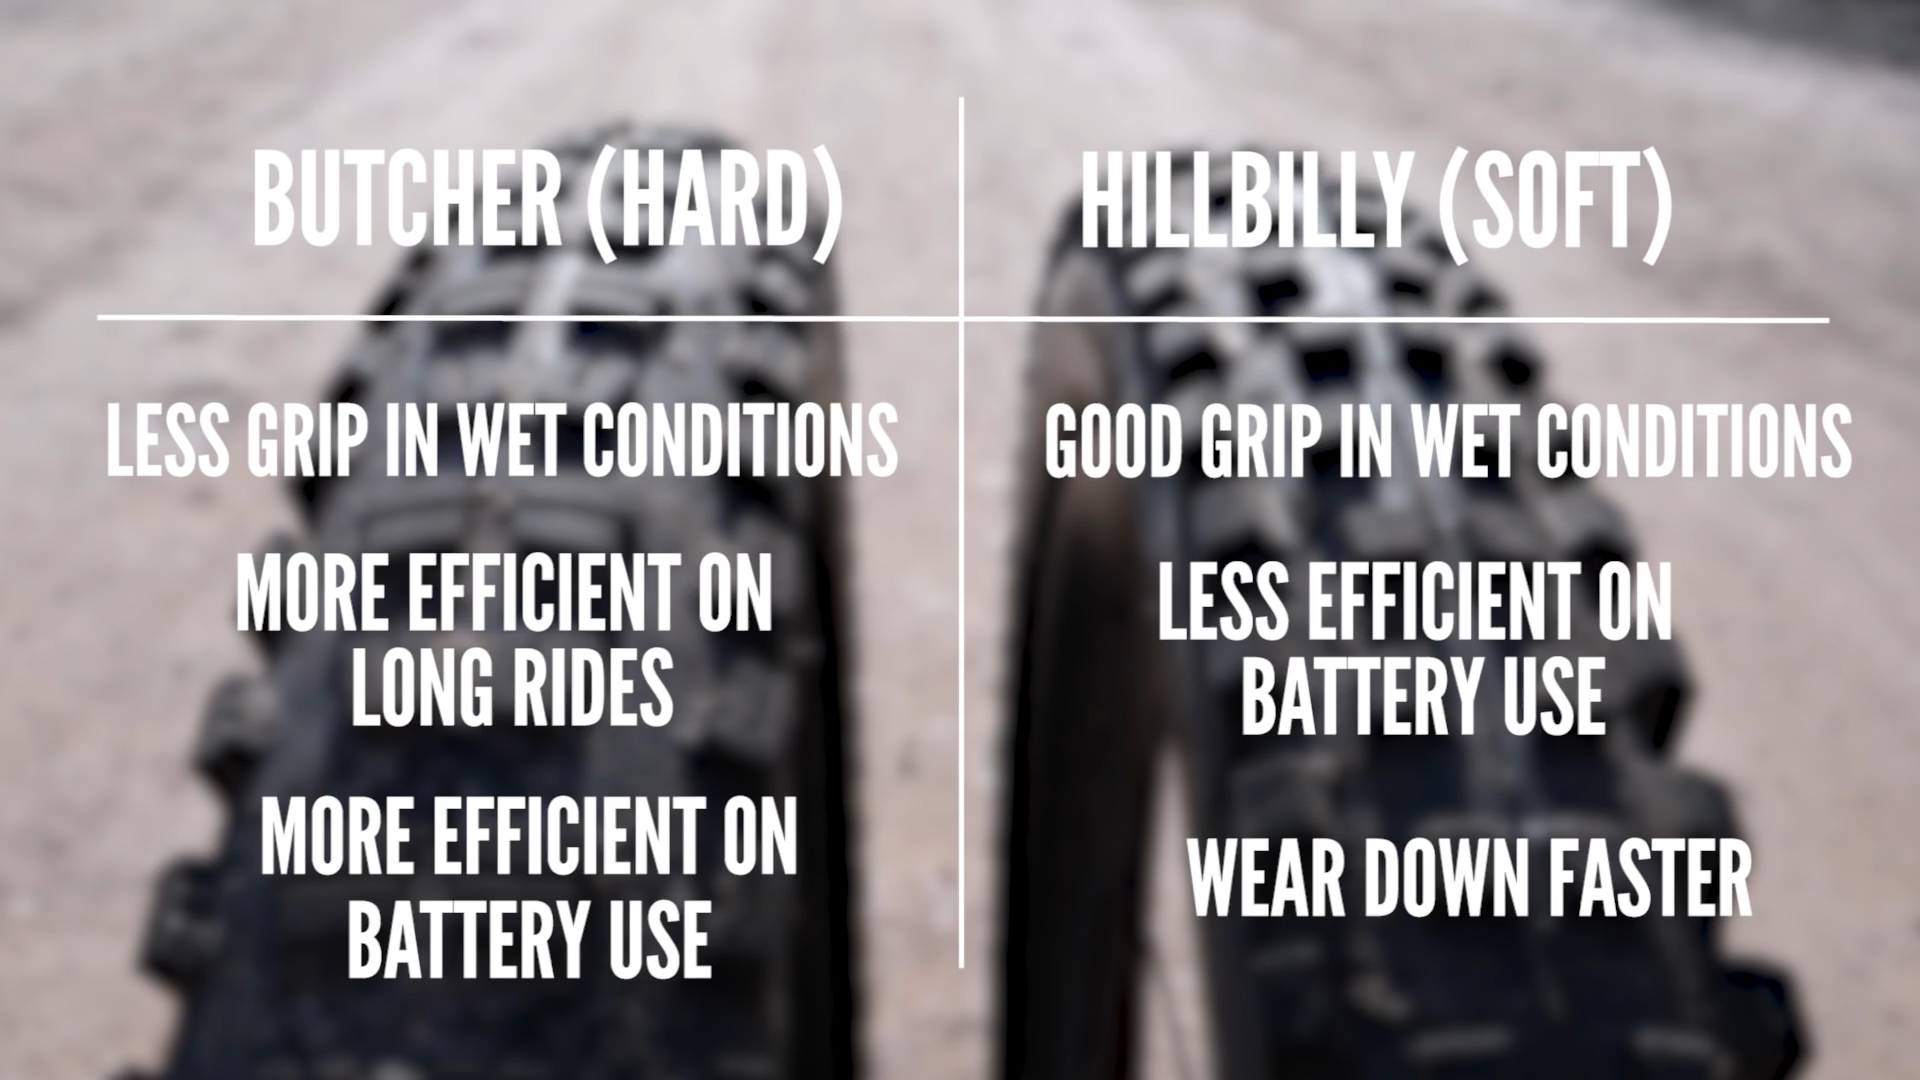 BUTCHER (HARD)
LESS GRIP IN WET CONDITIONS
MORE EFFICIENT ON
LONG RIDES
MORE EFFICIENT ON
BATTERY USE
HILLBILLY (SOFT)
GOOD GRIP IN WET CONDITIONS
LESS EFFICIENT ON
BATTERY USE
WEAR DOWN FASTER